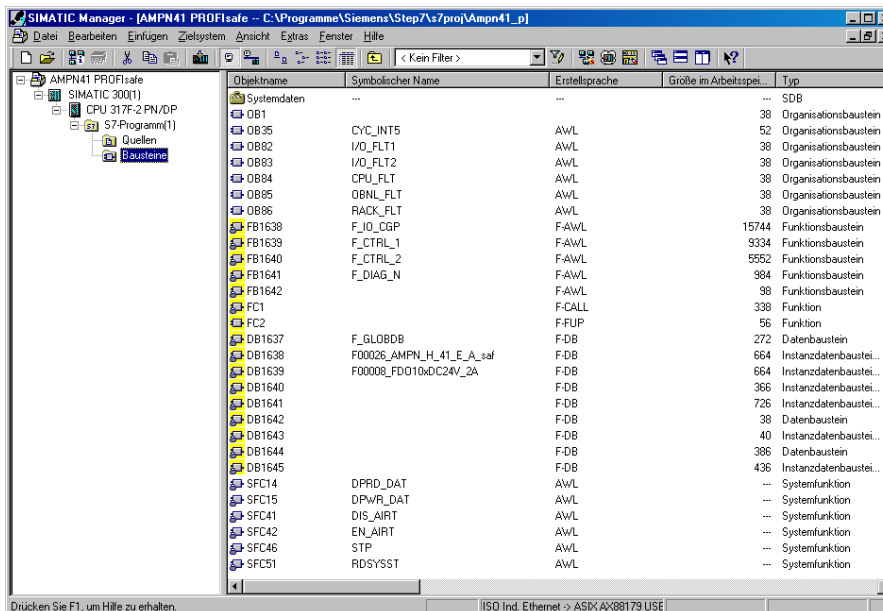 SIMATIC Manager - [AMPN41 PROFIsafe -- C:\Programme\Siemens\Step7\s7proj\Ampn41_p]
Datei Bearbeiten Einfügen Zielsystem Ansicht Extras Fenster Hilfe
< Kein Filter >
AMPN41 PROFIsafe
SIMATIC 300(1)
CPU 317F-2 PN/DP
S7-Programm(1)
Quellen
Bausteine
Objektname Symbolischer Name Erstellsprache Größe im Arbeitsspei... Typ
Systemdaten --- --- --- SDB
OB1 38 Organisationsbaustein
OB35 CYC_INT5 AWL 52 Organisationsbaustein
OB82 I/O_FLT1 AWL 38 Organisationsbaustein
OB83 I/O_FLT2 AWL 38 Organisationsbaustein
OB84 CPU_FLT AWL 38 Organisationsbaustein
OB85 OBNL_FLT AWL 38 Organisationsbaustein
OB86 RACK_FLT AWL 38 Organisationsbaustein
FB1638 F_IO_CGP F-AWL 15744 Funktionsbaustein
FB1639 F_CTRL_1 F-AWL 9334 Funktionsbaustein
FB1640 F_CTRL_2 F-AWL 5552 Funktionsbaustein
FB1641 F_DIAG_N F-AWL 984 Funktionsbaustein
FB1642 F-AWL 98 Funktionsbaustein
FC1 F-CALL 338 Funktion
FC2 F-FUP 56 Funktion
DB1637 F_GLOBDB F-DB 272 Datenbaustein
DB1638 F00026_AMPN_H_41_E_A_saf F-DB 664 Instanzdatenbaustei...
DB1639 F00008_FDO10xDC24V_2A F-DB 664 Instanzdatenbaustei...
DB1640 F-DB 366 Instanzdatenbaustei...
DB1641 F-DB 726 Instanzdatenbaustei...
DB1642 F-DB 38 Datenbaustein
DB1643 F-DB 40 Instanzdatenbaustei...
DB1644 F-DB 386 Datenbaustein
DB1645 F-DB 436 Instanzdatenbaustei...
SFC14 DPRD_DAT AWL --- Systemfunktion
SFC15 DPWR_DAT AWL --- Systemfunktion
SFC41 DIS_AIRT AWL --- Systemfunktion
SFC42 EN_AIRT AWL --- Systemfunktion
SFC46 STP AWL --- Systemfunktion
SFC51 RDSYSST AWL --- Systemfunktion
Drücken Sie F1, um Hilfe zu erhalten. ISO Ind. Ethernet -> ASIX AX88179 USE